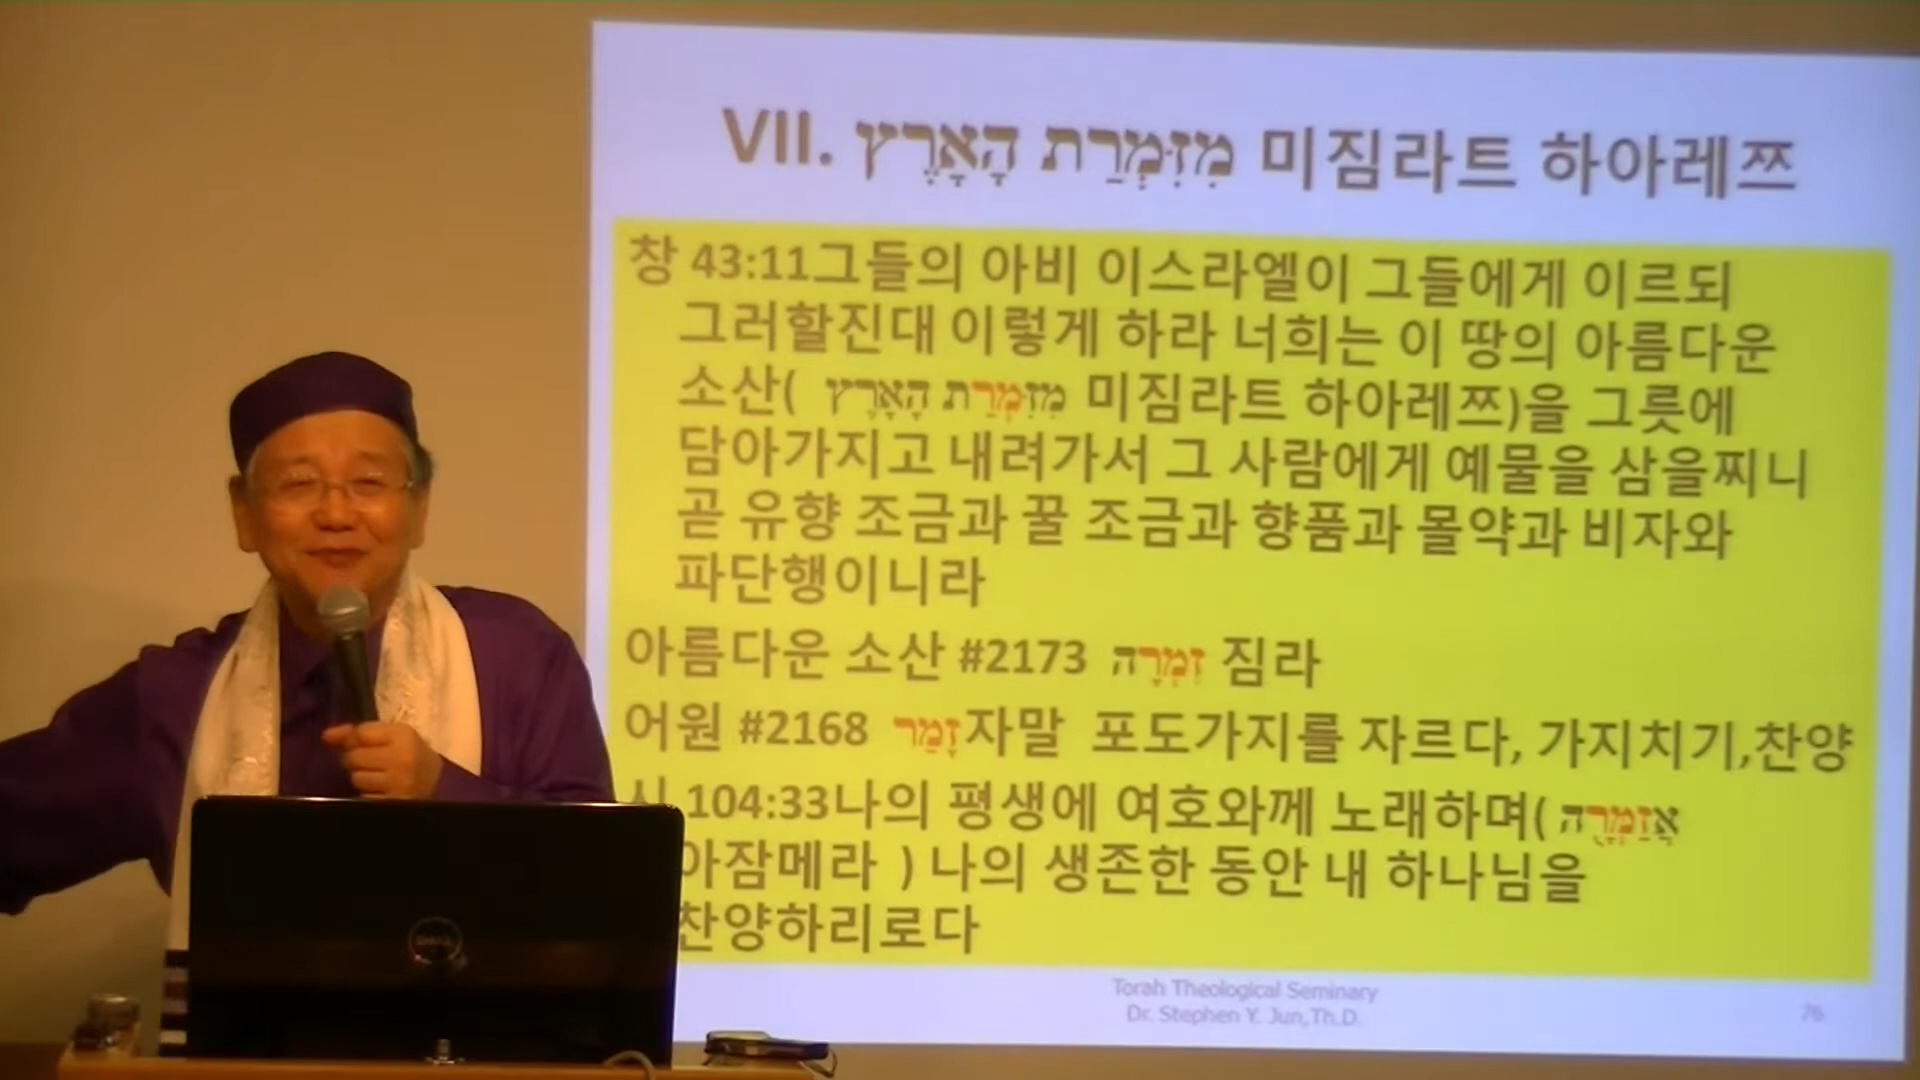 VII. מִזִּמְרַת הָאָרֶץ 미짐라트 하아레쯔
창 43:11그들의 아비 이스라엘이 그들에게 이르되
그러할진대 이렇게 하라 너희는 이 땅의 아름다운
소산( מִזִּמְרַת הָאָרֶץ 미짐라트 하아레쯔)을 그릇에
담아가지고 내려가서 그 사람에게 예물을 삼을찌니
곧 유향 조금과 꿀 조금과 향품과 몰약과 비자와
파단행이니라
아름다운 소산 #2173 זִמְרָה 짐라
어원 #2168 זָמַר자말 포도가지를 자르다, 가지치기,찬양
시 104:33나의 평생에 여호와께 노래하며( אֲזַמְּרָה
아잠메라 ) 나의 생존한 동안 내 하나님을
찬양하리로다
Torah Theological Seminary
Dr. Stephen Y. Jun,Th.D.
76
DELL